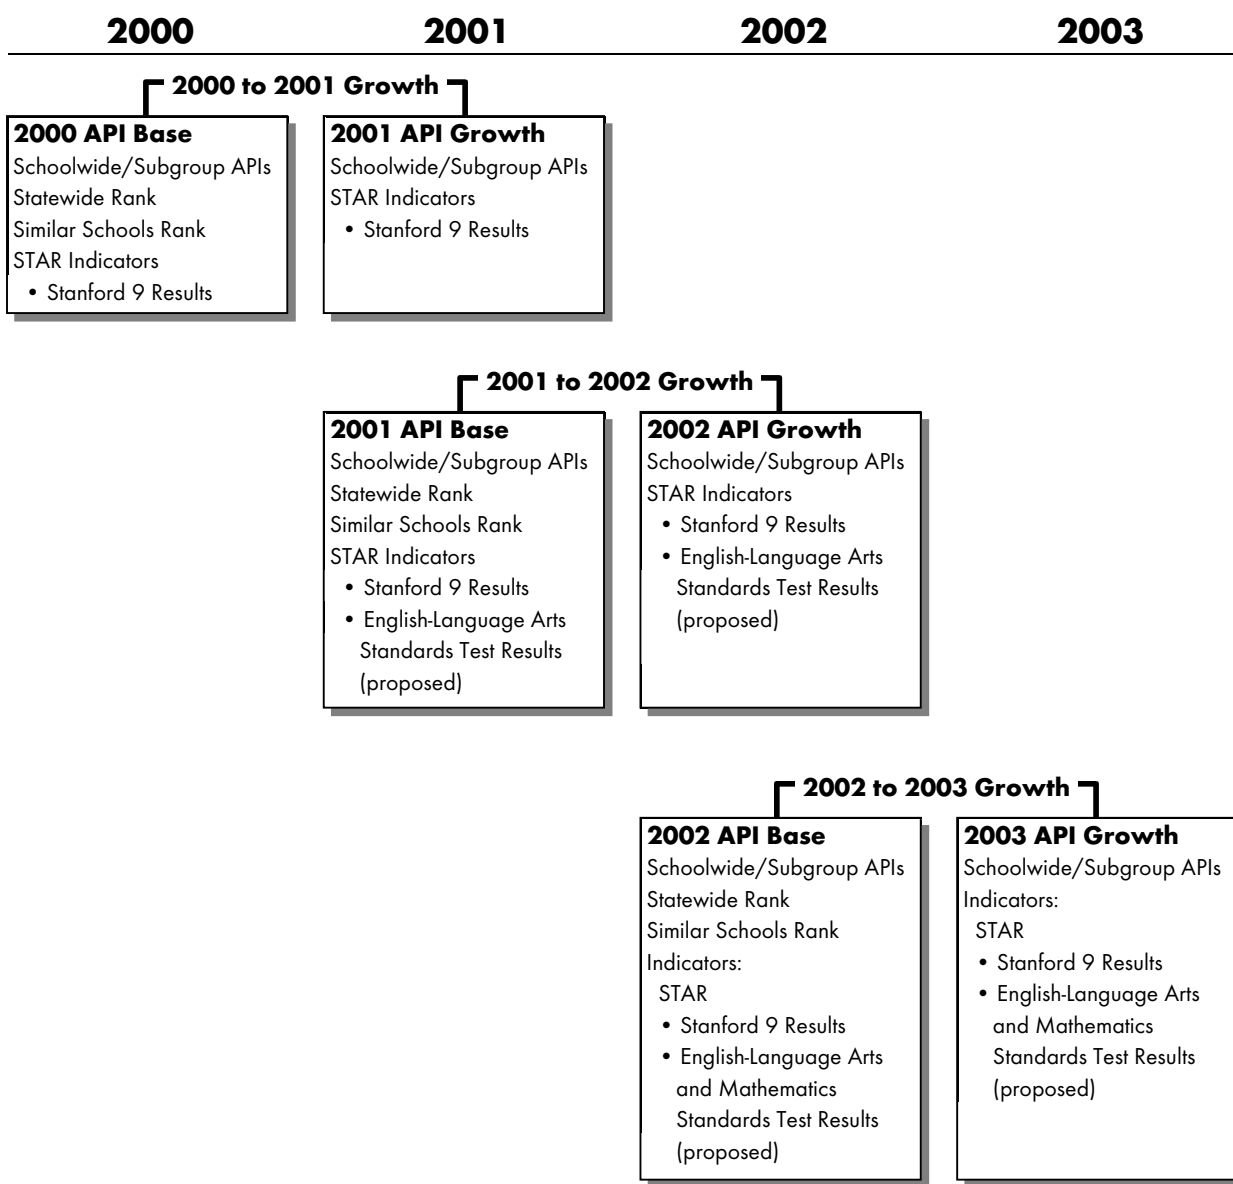 2000 2001 2002 2003
2000 to 2001 Growth
2000 API Base
Schoolwide/Subgroup APIs
Statewide Rank
Similar Schools Rank
STAR Indicators
• Stanford 9 Results
2001 API Growth
Schoolwide/Subgroup APIs
STAR Indicators
• Stanford 9 Results
2001 to 2002 Growth
2001 API Base
Schoolwide/Subgroup APIs
Statewide Rank
Similar Schools Rank
STAR Indicators
• Stanford 9 Results
• English-Language Arts
Standards Test Results
(proposed)
2002 API Growth
Schoolwide/Subgroup APIs
STAR Indicators
• Stanford 9 Results
• English-Language Arts
Standards Test Results
(proposed)
2002 to 2003 Growth
2002 API Base
Schoolwide/Subgroup APIs
Statewide Rank
Similar Schools Rank
Indicators:
STAR
• Stanford 9 Results
• English-Language Arts
and Mathematics
Standards Test Results
(proposed)
2003 API Growth
Schoolwide/Subgroup APIs
Indicators:
STAR
• Stanford 9 Results
• English-Language Arts
and Mathematics
Standards Test Results
(proposed)